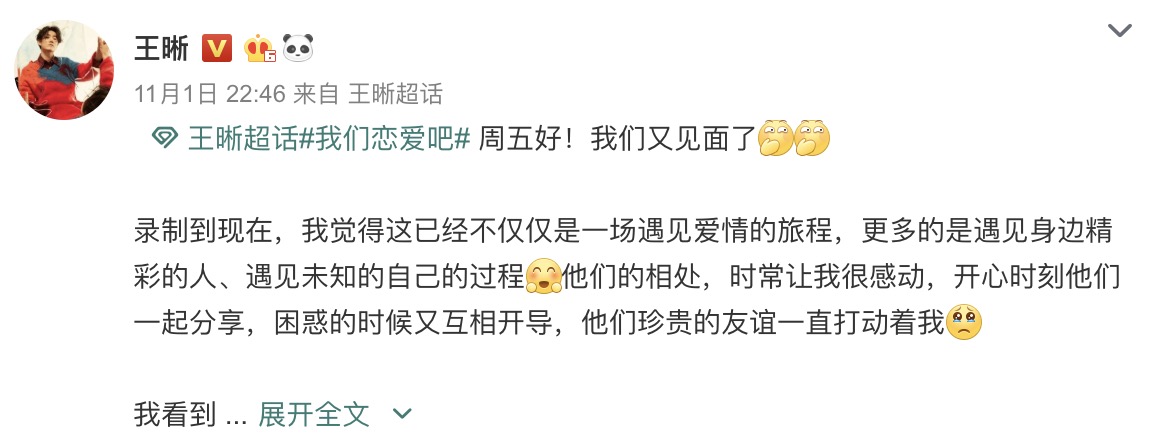 王晰 V 6
11月1日 22:46 来自 王晰超话
王晰超话#我们恋爱吧# 周五好！我们又见面了
录制到现在，我觉得这已经不仅仅是一场遇见爱情的旅程，更多的是遇见身边精
彩的人、遇见未知的自己的过程他们的相处，时常让我很感动，开心时刻他们
一起分享，困惑的时候又互相开导，他们珍贵的友谊一直打动着我
我看到 ... 展开全文